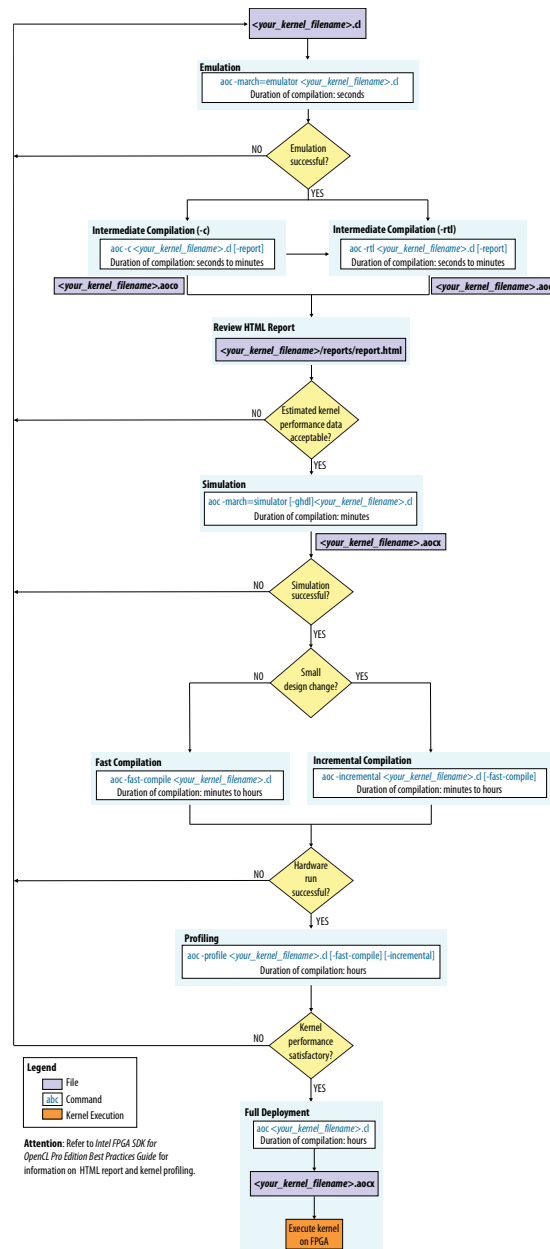 <your_kernel_filename>.cl
Emulation
aoc -march=emulator <your_kernel_filename>.cl
Duration of compilation: seconds
Emulation
successful?
NO
YES
Intermediate Compilation (-c)
aoc -c <your_kernel_filename>.cl [-report]
Duration of compilation: seconds to minutes
Intermediate Compilation (-rtl)
aoc -rtl <your_kernel_filename>.cl [-report]
Duration of compilation: seconds to minutes
<your_kernel_filename>.aoco
<your_kernel_filename>.aoc
Review HTML Report
<your_kernel_filename>/reports/report.html
Estimated kernel
performance data
acceptable?
NO
YES
Simulation
aoc -march=simulator [-ghdl]<your_kernel_filename>.cl
Duration of compilation: minutes
<your_kernel_filename>.aocx
Simulation
successful?
NO
YES
Small
design change?
NO
YES
Fast Compilation
aoc -fast-compile <your_kernel_filename>.cl
Duration of compilation: minutes to hours
Incremental Compilation
aoc -incremental <your_kernel_filename>.cl [-fast-compile]
Duration of compilation: minutes to hours
Hardware
run
successful?
NO
YES
Profiling
aoc -profile <your_kernel_filename>.cl [-fast-compile] [-incremental]
Duration of compilation: hours
Kernel
performance
satisfactory?
NO
YES
Legend
File
abc Command
Kernel Execution
Attention: Refer to Intel FPGA SDK for
OpenCL Pro Edition Best Practices Guide for
information on HTML report and kernel profiling.
Full Deployment
aoc <your_kernel_filename>.cl
Duration of compilation: hours
<your_kernel_filename>.aocx
Execute kernel
on FPGA